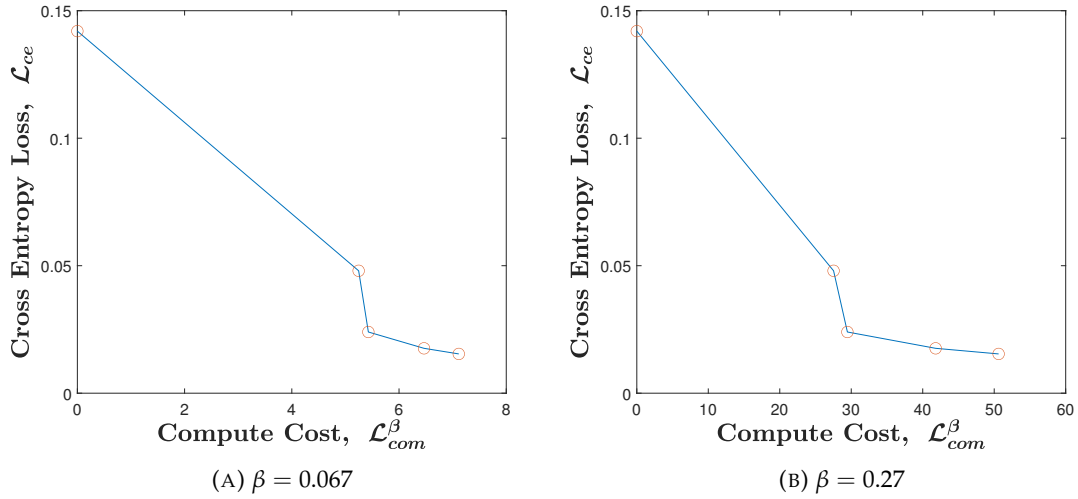 0.15
0.1
0.05
0
0 2 4 6 8
Cross Entropy Loss, ℒ_ce
Compute Cost, ℒ^β_com
(A) β = 0.067
0.15
0.1
0.05
0
0 10 20 30 40 50 60
Cross Entropy Loss, ℒ_ce
Compute Cost, ℒ^β_com
(B) β = 0.27